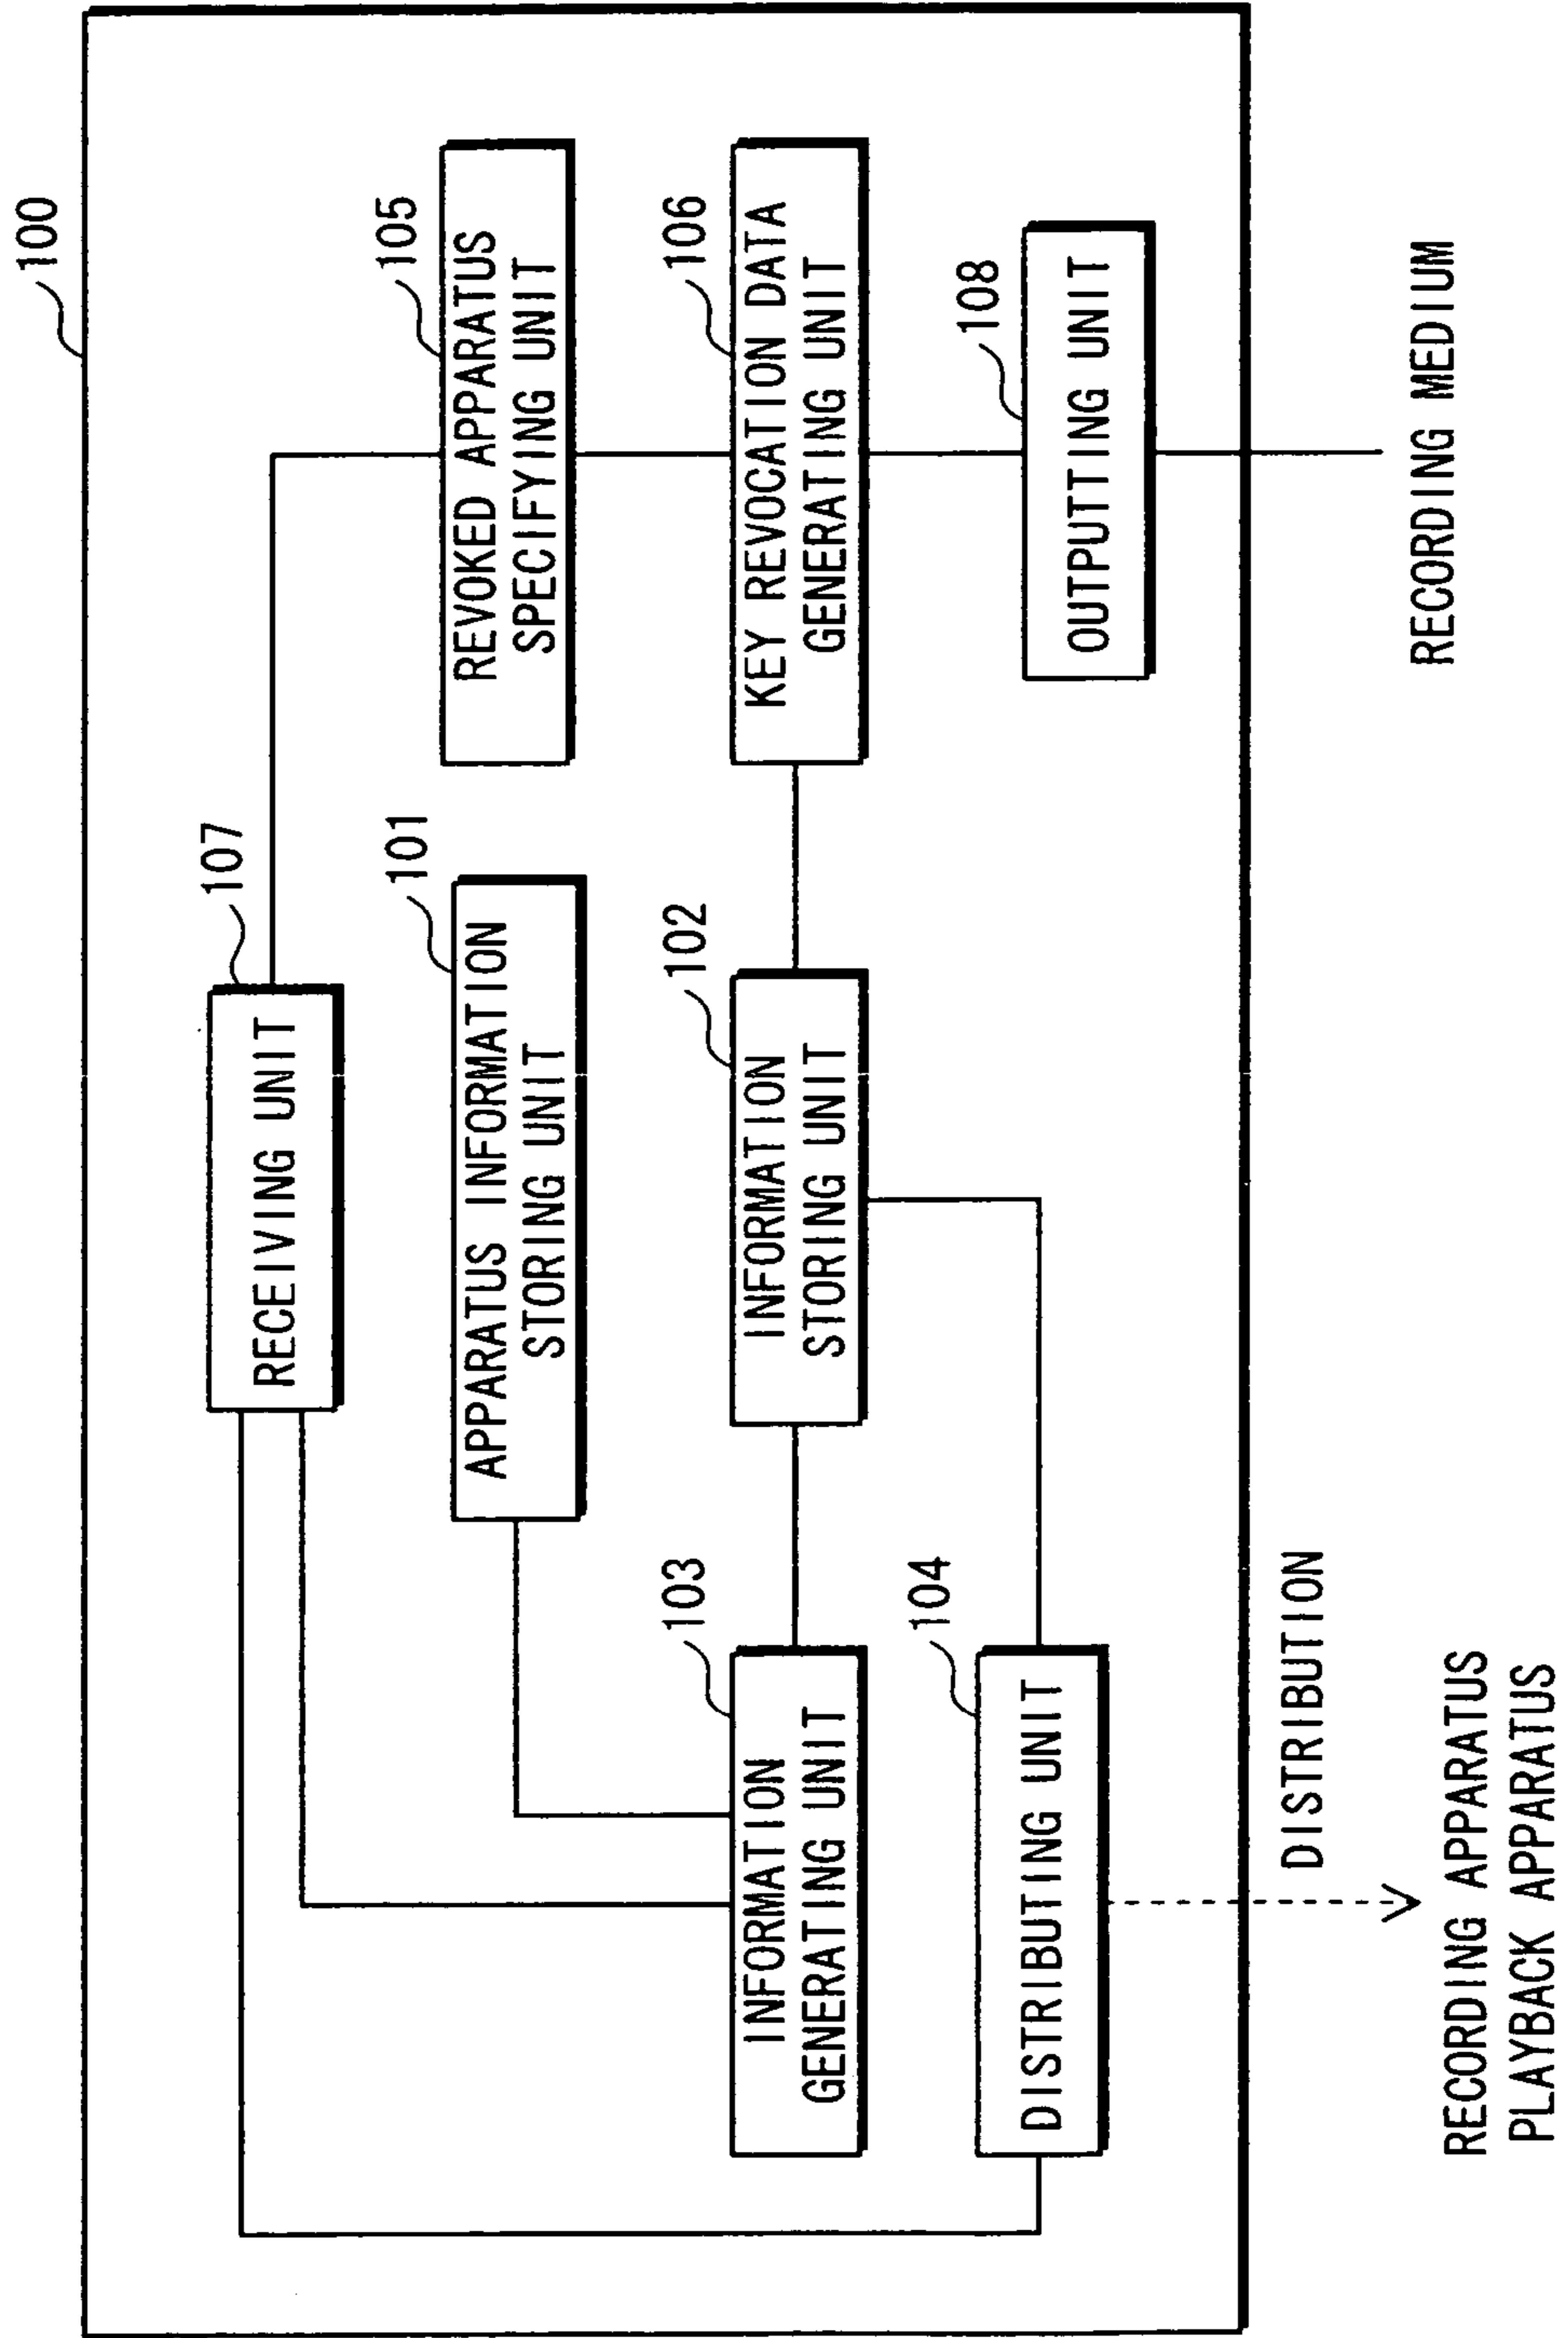 100
107
RECEIVING UNIT
101
APPARATUS INFORMATION
STORING UNIT
105
REVOKED APPARATUS
SPECIFYING UNIT
103
INFORMATION
GENERATING UNIT
102
INFORMATION
STORING UNIT
106
KEY REVOCATION DATA
GENERATING UNIT
104
DISTRIBUTING UNIT
108
OUTPUTTING UNIT
DISTRIBUTION
RECORDING APPARATUS
PLAYBACK APPARATUS
RECORDING MEDIUM